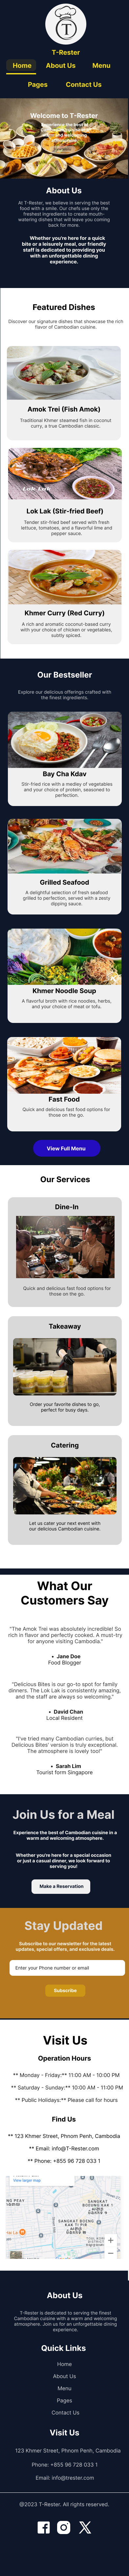 T-Rester
Home About Us Menu
Pages Contact Us
Welcome to T-Rester
About Us
At T-Rester, we believe in serving the best
food with a smile. Our chefs use only the
freshest ingredients to create mouth-
watering dishes that will leave you coming
back for more.
Whether you're here for a quick
bite or a leisurely meal, our friendly
staff is dedicated to providing you
with an unforgettable dining
experience.
Featured Dishes
Discover our signature dishes that showcase the rich
flavor of Cambodian cuisine.
Amok Trei (Fish Amok)
Traditional Khmer steamed fish in coconut
curry, a true Cambodian classic.
Lok Lak
Lok Lak (Stir-fried Beef)
Tender stir-fried beef served with fresh
lettuce, tomatoes, and a flavorful lime and
pepper sauce.
Khmer Curry (Red Curry)
A rich and aromatic coconut-based curry
with your choice of chicken or vegetables,
subtly spiced.
Our Bestseller
Explore our delicious offerings crafted with
the finest ingredients.
Bay Cha Kdav
Stir-fried rice with a medley of vegetables
and your choice of protein, seasoned to
perfection.
Grilled Seafood
A delightful selection of fresh seafood
grilled to perfection, served with a zesty
dipping sauce.
Khmer Noodle Soup
A flavorful broth with rice noodles, herbs,
and your choice of meat or tofu.
Fast Food
Quick and delicious fast food options for
those on the go.
View Full Menu
Our Services
Dine-In
Quick and delicious fast food options for
those on the go.
Takeaway
Order your favorite dishes to go,
perfect for busy days.
Catering
Let us cater your next event with
our delicious Cambodian cuisine.
What Our
Customers Say
"The Amok Trei was absolutely incredible! So
rich in flavor and perfectly cooked. A must-try
for anyone visiting Cambodia."
• Jane Doe
Food Blogger
"Delicious Bites is our go-to spot for family
dinners. The Lok Lak is consistently amazing,
and the staff are always so welcoming."
• David Chan
Local Resident
"I've tried many Cambodian curries, but
Delicious Bites' version is truly exceptional.
The atmosphere is lovely too!"
• Sarah Lim
Tourist form Singapore
Join Us for a Meal
Experience the best of Cambodian cuisine in a
warm and welcoming atmosphere.
Whether you're here for a special occasion
or just a casual dinner, we look forward to
serving you!
Make a Reservation
Stay Updated
Subscribe to our newsletter for the latest
updates, special offers, and exclusive deals.
Enter your Phone number or email
Subscribe
Visit Us
Operation Hours
** Monday - Friday:** 11:00 AM - 10:00 PM
** Saturday - Sunday:** 10:00 AM - 11:00 PM
** Public Holidays:** Please call for hours
Find Us
** 123 Khmer Street, Phnom Penh, Cambodia
** Email: info@T-Rester.com
** Phone: +855 96 728 033 1
View larger map
About Us
T-Rester is dedicated to serving the finest
Cambodian cuisine with a warm and welcoming
atmosphere. Join us for an unforgettable dining
experience.
Quick Links
Home
About Us
Menu
Pages
Contact Us
Visit Us
123 Khmer Street, Phnom Penh, Cambodia
Phone: +855 96 728 033 1
Email: info@trester.com
@2023 T-Rester. All rights reserved.